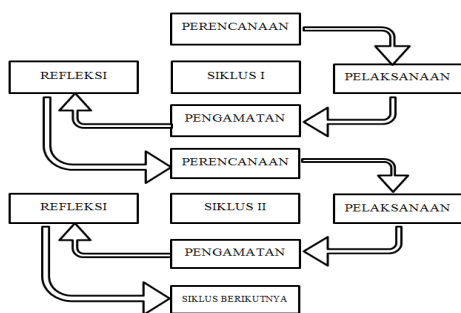 PERENCANAAN
REFLEKSI
SIKLUS I
PELAKSANAAN
PENGAMATAN
PERENCANAAN
REFLEKSI
SIKLUS II
PELAKSANAAN
PENGAMATAN
SIKLUS BERIKUTNYA